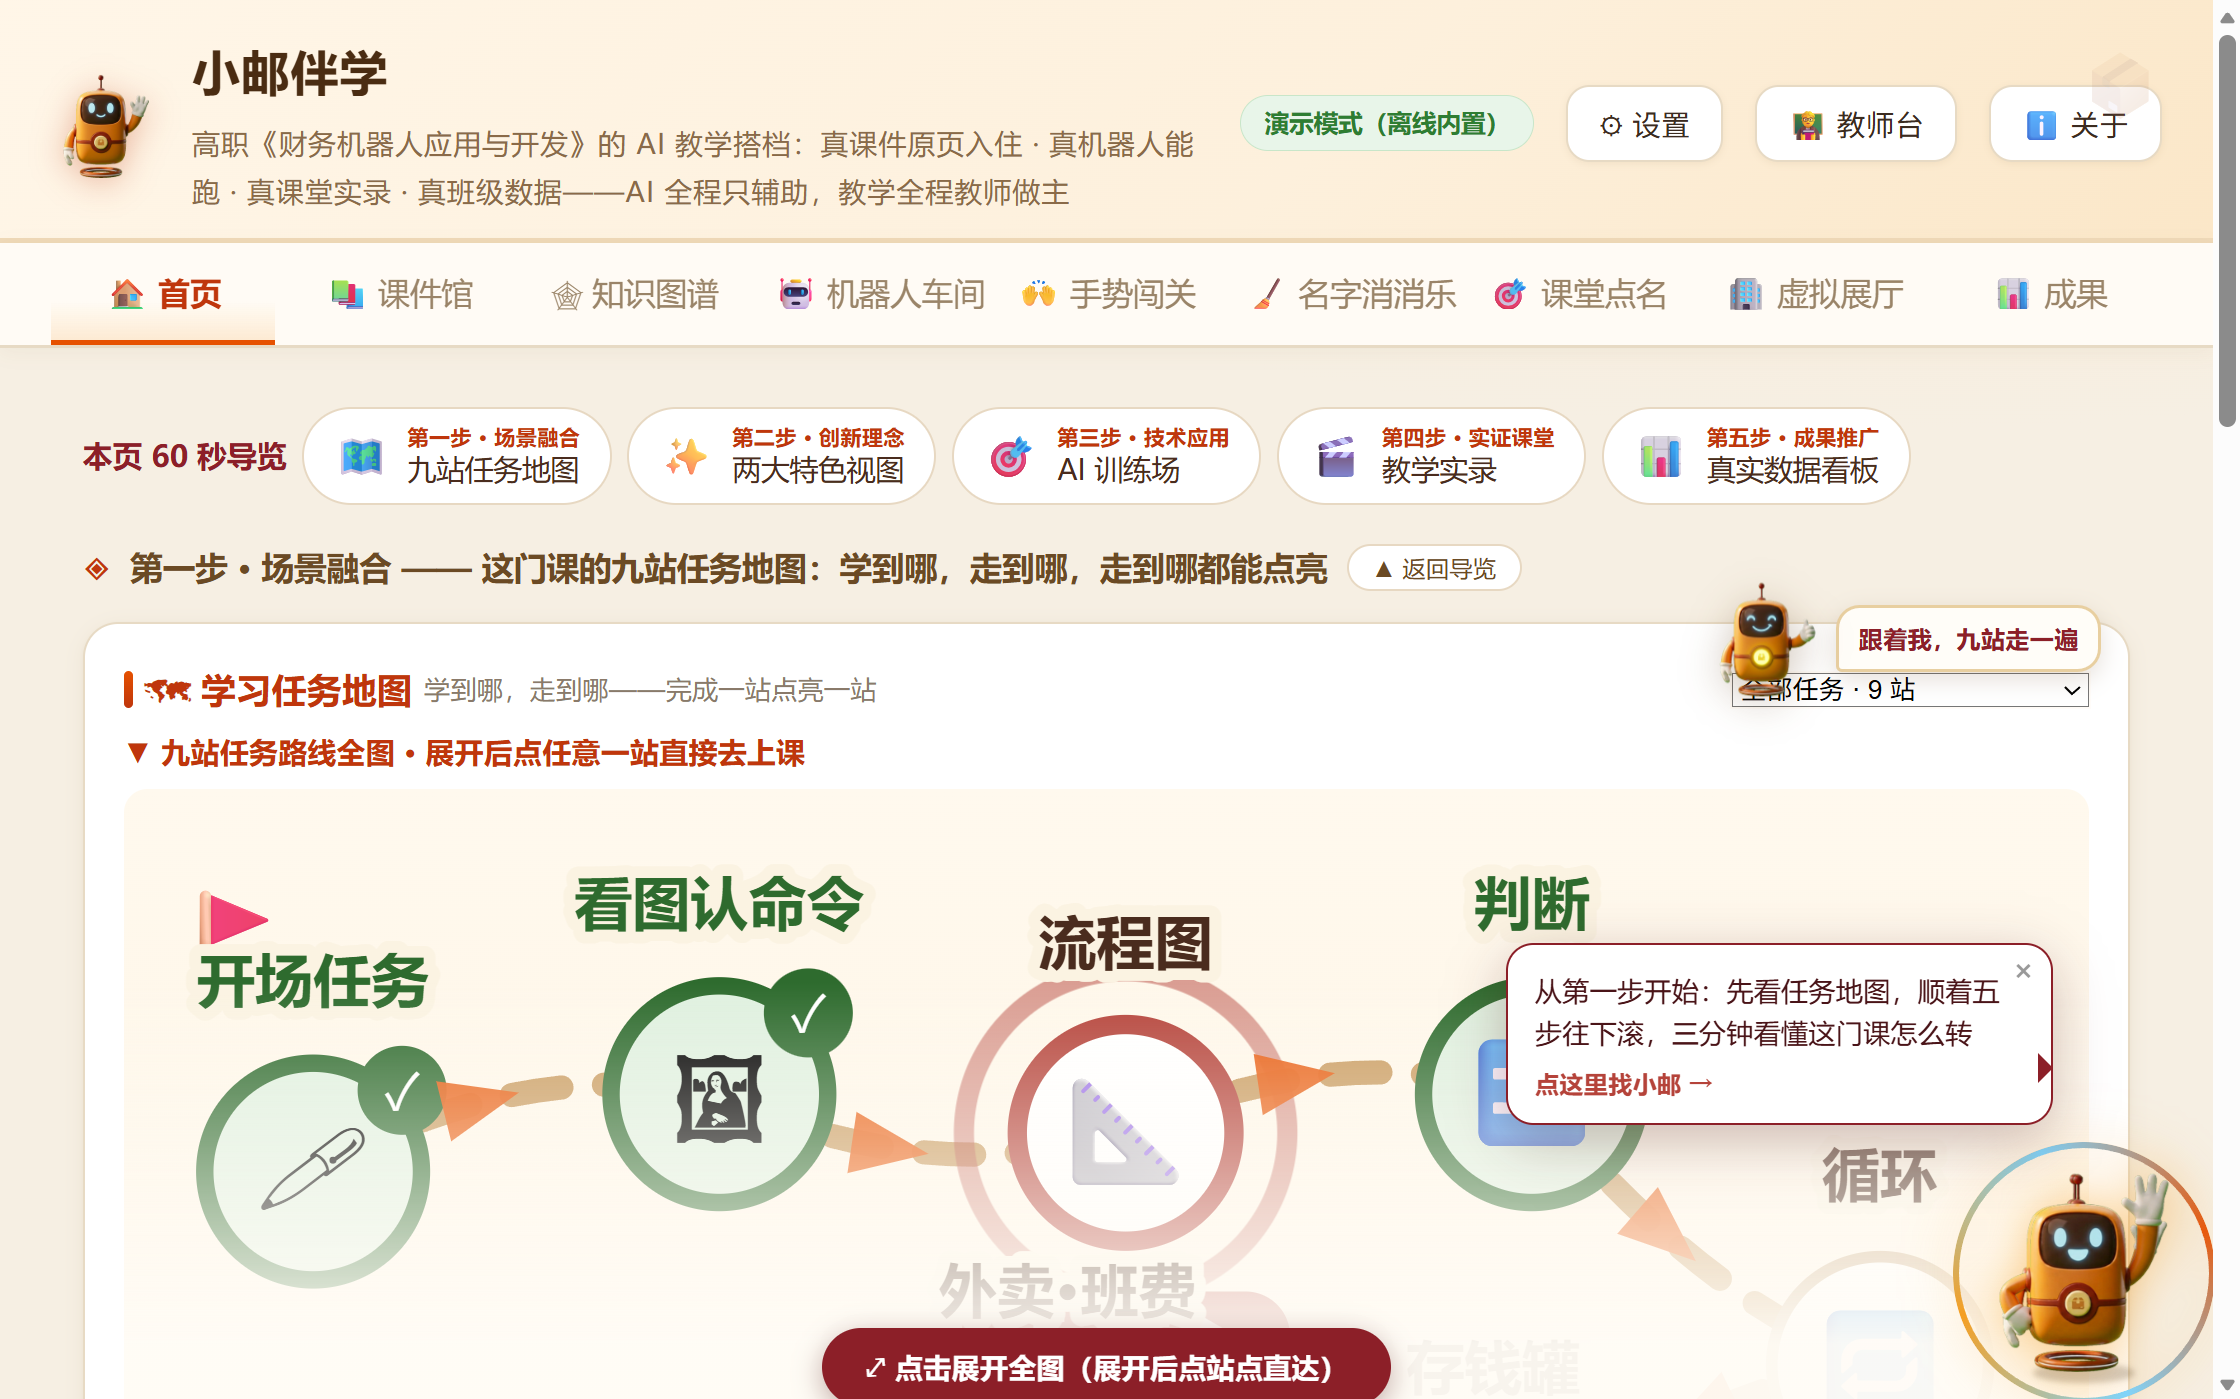 小邮伴学
高职《财务机器人应用与开发》的 AI 教学搭档：真课件原页入住 · 真机器人能
跑 · 真课堂实录 · 真班级数据——AI 全程只辅助，教学全程教师做主
演示模式（离线内置）
设置
教师台
关于
首页
课件馆
知识图谱
机器人车间
手势闯关
名字消消乐
课堂点名
虚拟展厅
成果
本页 60 秒导览
第一步・场景融合
九站任务地图
第二步・创新理念
两大特色视图
第三步・技术应用
AI 训练场
第四步・实证课堂
教学实录
第五步・成果推广
真实数据看板
第一步・场景融合 —— 这门课的九站任务地图：学到哪，走到哪，走到哪都能点亮
▲ 返回导览
跟着我，九站走一遍
学习任务地图
学到哪，走到哪——完成一站点亮一站
全部任务 · 9 站
▼ 九站任务路线全图・展开后点任意一站直接去上课
开场任务
看图认命令
流程图
判断
从第一步开始：先看任务地图，顺着五
步往下滚，三分钟看懂这门课怎么转
点这里找小邮 →
循环
外卖•班费
存钱罐
⤢ 点击展开全图（展开后点站点直达）